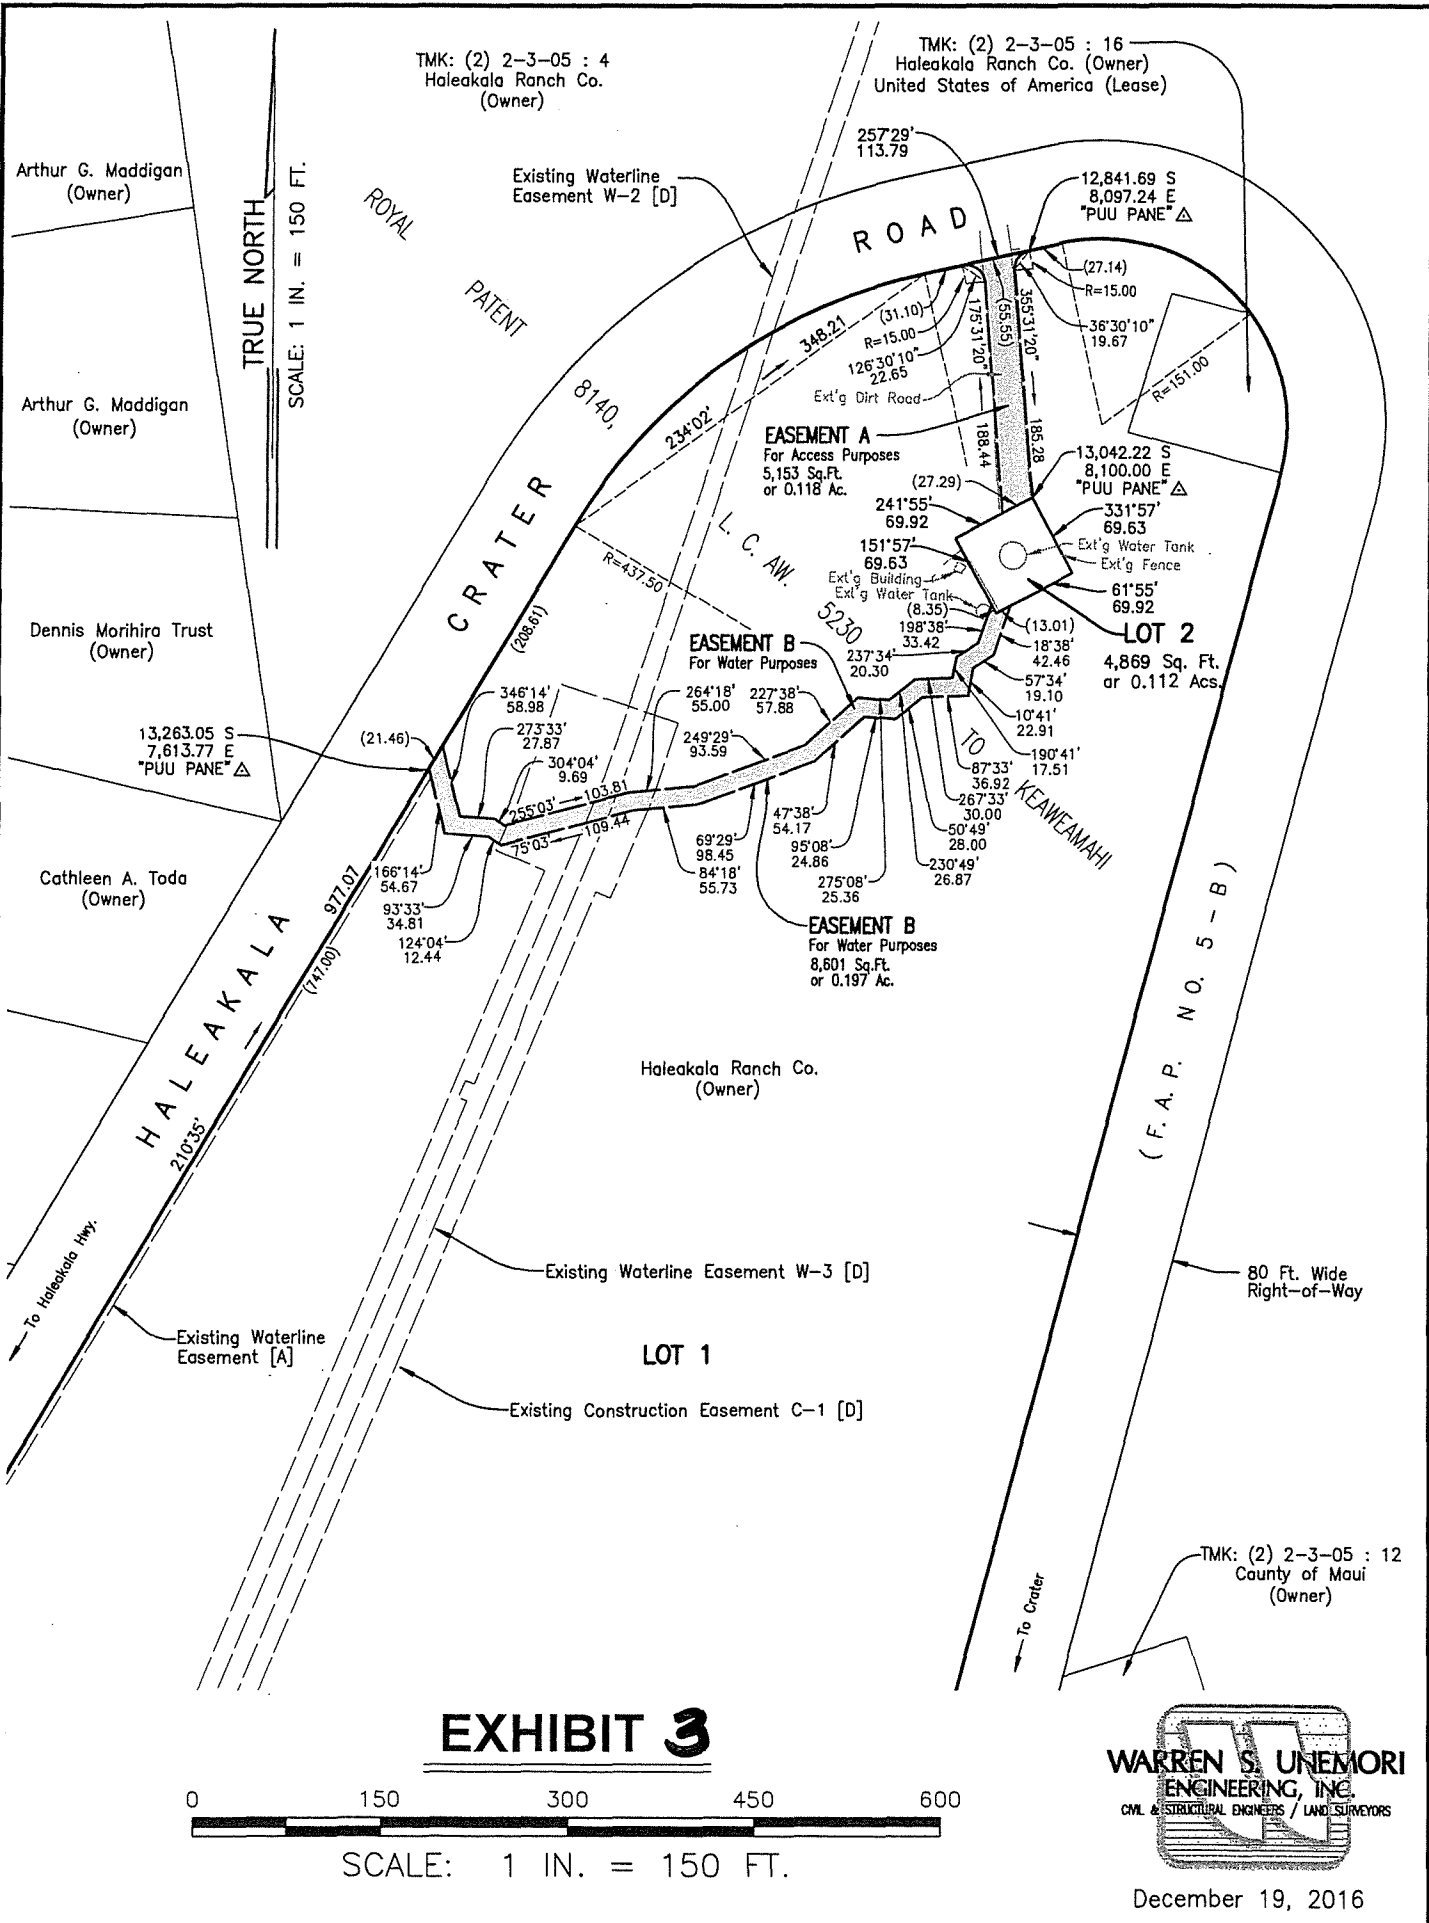 TMK: (2) 2-3-05 : 4
Haleakala Ranch Co.
(Owner)
TMK: (2) 2-3-05 : 16
Haleakala Ranch Co. (Owner)
United States of America (Lease)
Arthur G. Maddigan
(Owner)
TRUE NORTH
SCALE: 1 IN. = 150 FT.
Existing Waterline
Easement W-2 [D]
257°29'
113.79
12,841.69 S
8,097.24 E
"PUU PANE"
ROYAL
PATENT
8140,
ROAD
(27.14)
R=15.00
36°30'10"
19.67
(31.10)
R=15.00
126°30'10"
22.65
175°31'20"
188.44
(55.55)
355°31'20"
185.28
Ext'g Dirt Road
R=151.00
348.21
234°02'
Arthur G. Maddigan
(Owner)
EASEMENT A
For Access Purposes
5,153 Sq.Ft.
or 0.118 Ac.
(27.29)
241°55'
69.92
13,042.22 S
8,100.00 E
"PUU PANE"
331°57'
69.63
151°57'
69.63
Ext'g Water Tank
Ext'g Fence
Ext'g Building
Ext'g Water Tank
(8.35)
61°55'
69.92
LOT 2
4,869 Sq. Ft.
or 0.112 Acs.
(13.01)
198°38'
33.42
18°38'
42.46
237°34'
20.30
57°34'
19.10
10°41'
22.91
190°41'
17.51
87°33'
36.92
267°33'
30.00
50°49'
28.00
230°49'
26.87
L. C. AW.
5230
TO
KEAWEAMAHI
CRATER
R=437.50
(208.61)
Dennis Morihira Trust
(Owner)
EASEMENT B
For Water Purposes
346°14'
58.98
264°18'
55.00
227°38'
57.88
13,263.05 S
7,613.77 E
"PUU PANE"
(21.46)
273°33'
27.87
304°04'
9.69
249°29'
93.59
255°03'
103.81
75°03'
109.44
47°38'
54.17
95°08'
24.86
275°08'
25.36
69°29'
98.45
84°18'
55.73
166°14'
54.67
93°33'
34.81
124°04'
12.44
EASEMENT B
For Water Purposes
8,601 Sq.Ft.
or 0.197 Ac.
Cathleen A. Toda
(Owner)
977.07
(747.00)
HALEAKALA
210°35'
Haleakala Ranch Co.
(Owner)
(F. A. P. NO. 5-B)
To Haleakala Hwy.
Existing Waterline Easement W-3 [D]
80 Ft. Wide
Right-of-Way
Existing Waterline
Easement [A]
LOT 1
Existing Construction Easement C-1 [D]
To Crater
TMK: (2) 2-3-05 : 12
County of Maui
(Owner)
EXHIBIT 3
0 150 300 450 600
SCALE: 1 IN. = 150 FT.
WARREN S. UNEMORI
ENGINEERING, INC.
CIVIL & STRUCTURAL ENGINEERS / LAND SURVEYORS
December 19, 2016